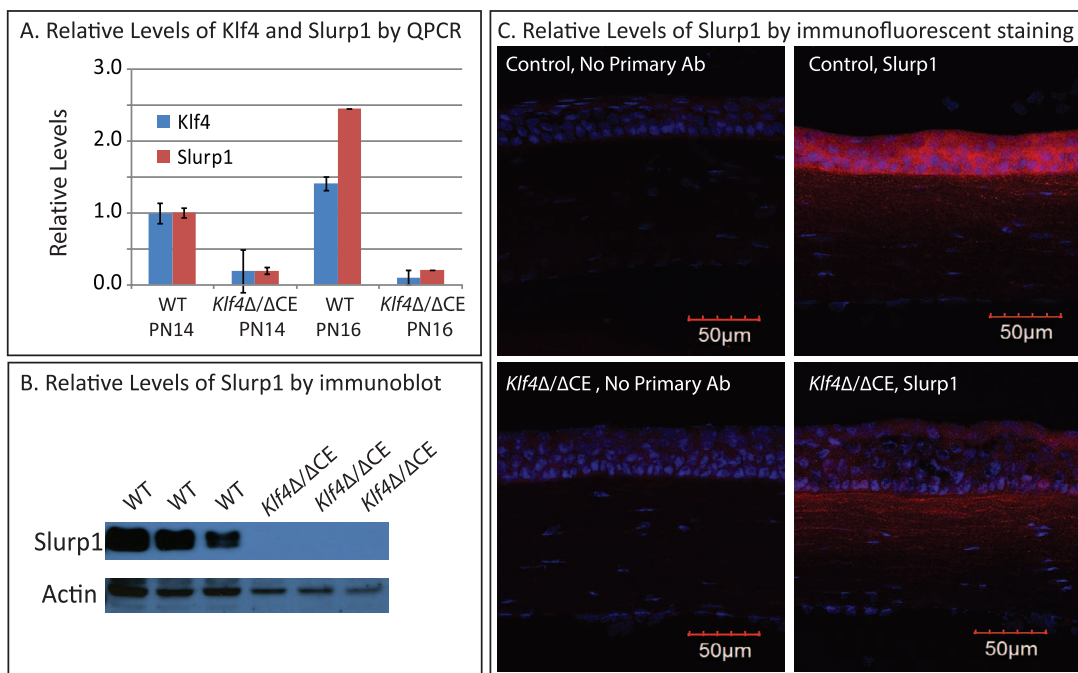 A. Relative Levels of Klf4 and Slurp1 by QPCR
3.0
2.0
1.0
0.0
Relative Levels
Klf4
Slurp1
WT
PN14
Klf4Δ/ΔCE
PN14
WT
PN16
Klf4Δ/ΔCE
PN16
B. Relative Levels of Slurp1 by immunoblot
WT
WT
WT
Klf4Δ/ΔCE
Klf4Δ/ΔCE
Klf4Δ/ΔCE
Slurp1
Actin
C. Relative Levels of Slurp1 by immunofluorescent staining
Control, No Primary Ab
50μm
Control, Slurp1
50μm
Klf4Δ/ΔCE , No Primary Ab
50μm
Klf4Δ/ΔCE, Slurp1
50μm